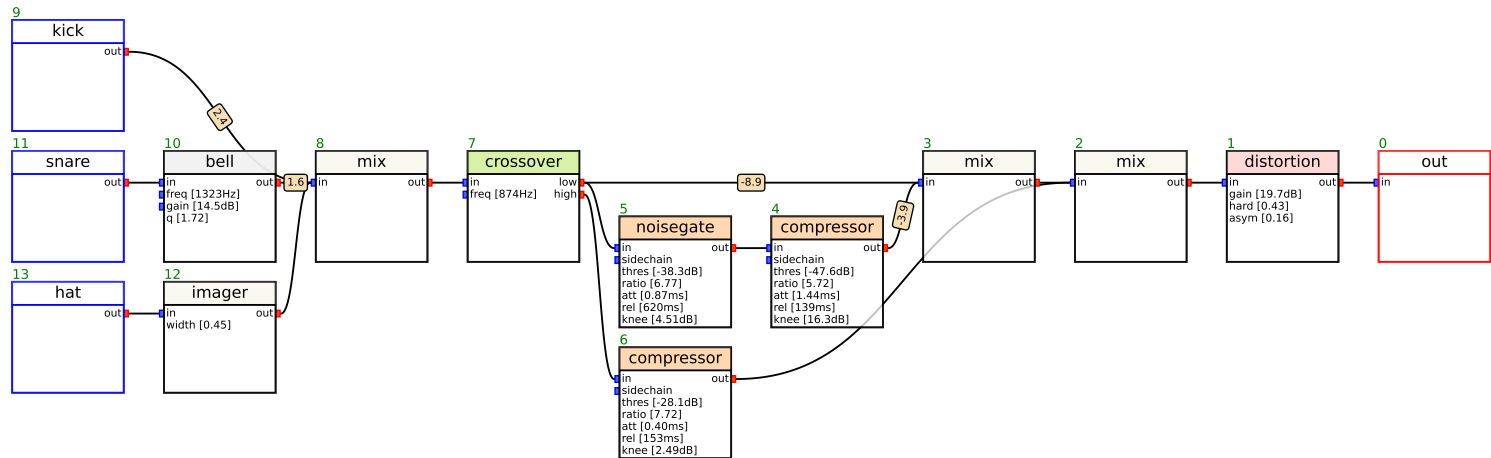 9
kick
out
2.4
11
snare
out
10
bell
in out
freq [1323Hz]
gain [14.5dB]
q [1.72]
1.6
8
mix
in out
7
crossover
in low
freq [874Hz] high
-8.9
3
mix
in out
2
mix
in out
1
distortion
in out
gain [19.7dB]
hard [0.43]
asym [0.16]
0
out
in
5
noisegate
in out
sidechain
thres [-38.3dB]
ratio [6.77]
att [0.87ms]
rel [620ms]
knee [4.51dB]
4
compressor
in out
sidechain
thres [-47.6dB]
ratio [5.72]
att [1.44ms]
rel [139ms]
knee [16.3dB]
-3.9
13
hat
out
12
imager
in out
width [0.45]
6
compressor
in out
sidechain
thres [-28.1dB]
ratio [7.72]
att [0.40ms]
rel [153ms]
knee [2.49dB]